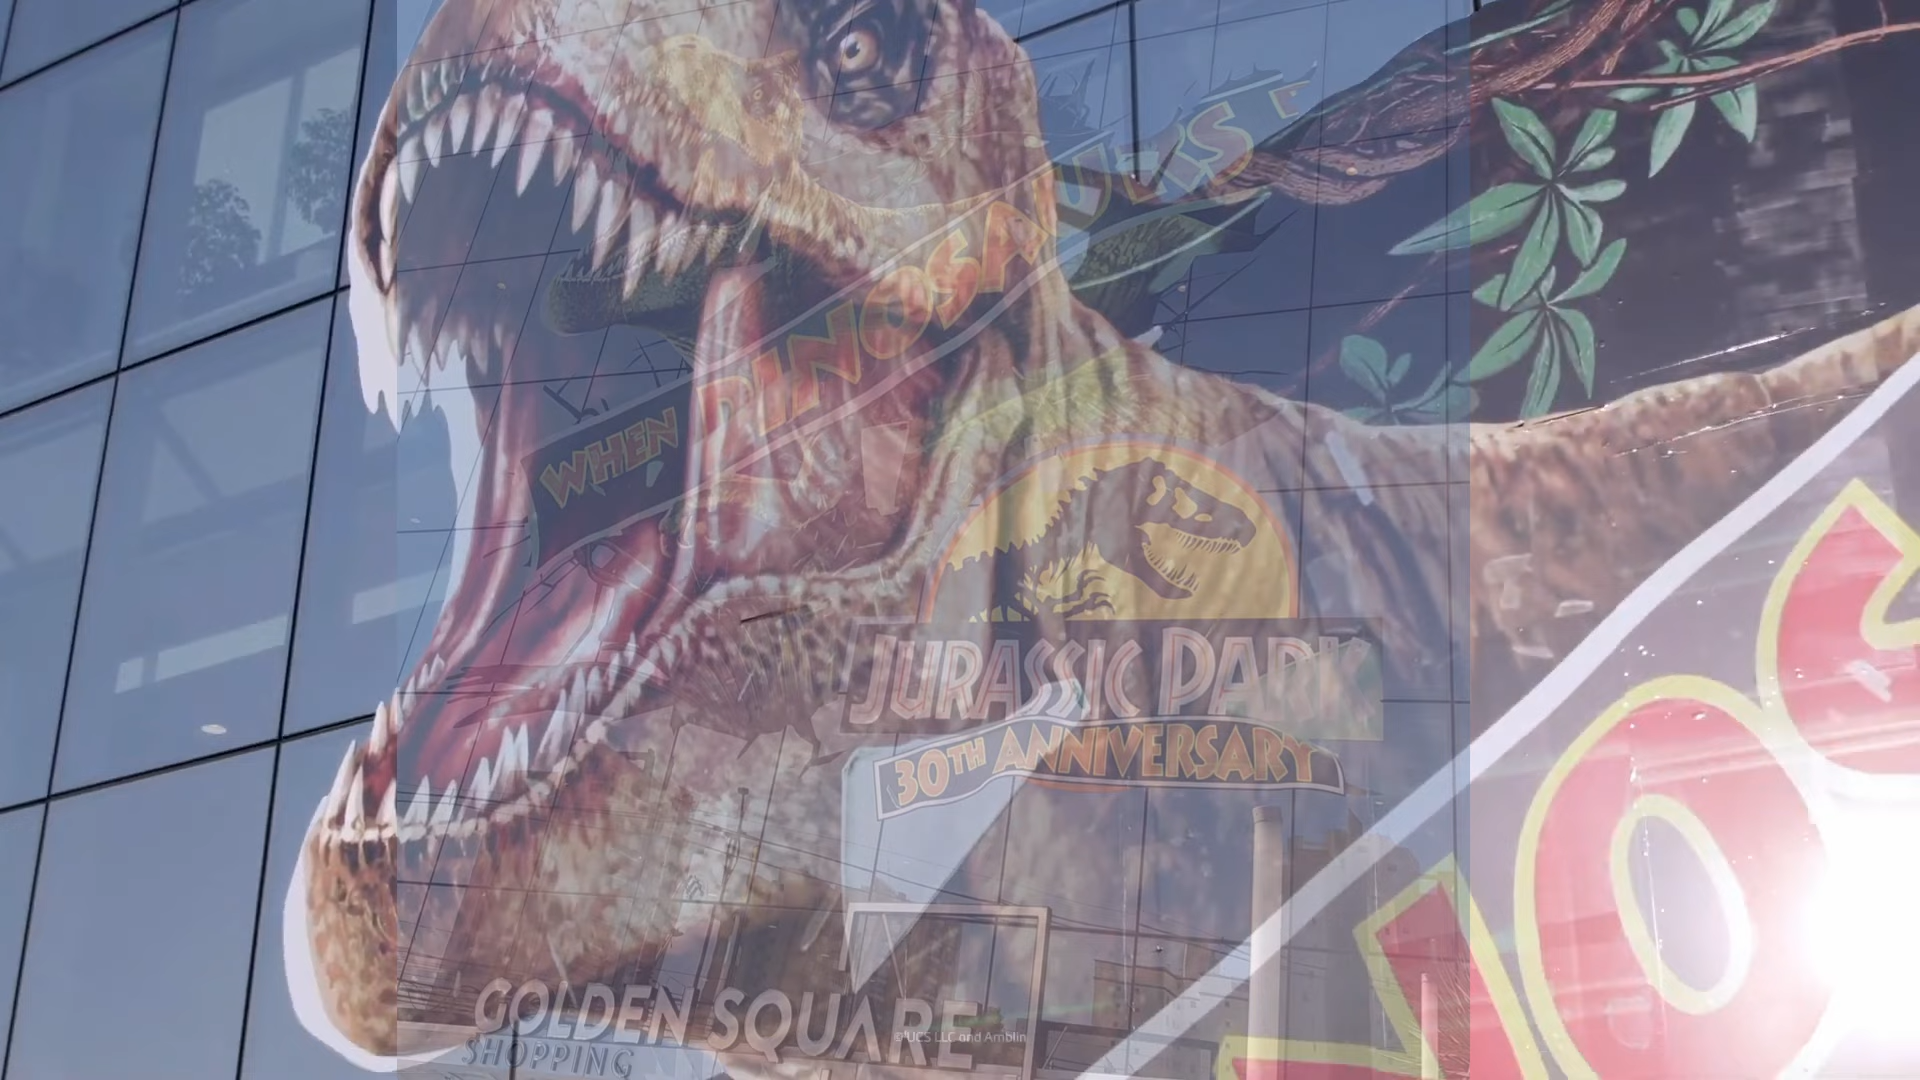 WHEN DINOSAURS
JURASSIC PARK
30TH ANNIVERSARY
GOLDEN SQUARE
SHOPPING
© UCS LLC and Amblin